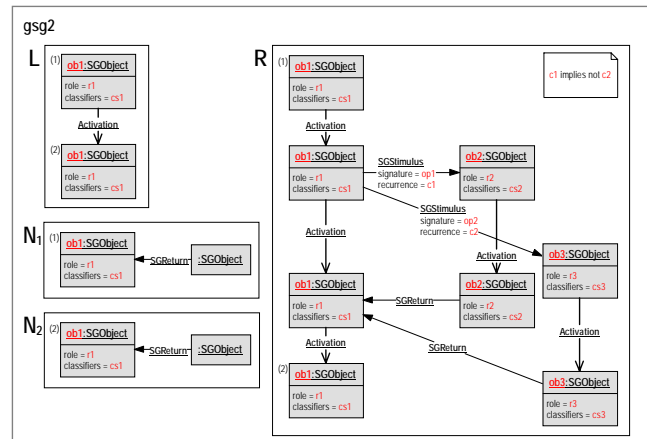 gsg2
L
(1)
ob1:SGObject
role = r1
classifiers = cs1
Activation
(2)
ob1:SGObject
role = r1
classifiers = cs1
N1
(1)
ob1:SGObject
role = r1
classifiers = cs1
SGReturn
:SGObject
N2
(2)
ob1:SGObject
role = r1
classifiers = cs1
SGReturn
:SGObject
R
(1)
ob1:SGObject
role = r1
classifiers = cs1
c1 implies not c2
Activation
ob1:SGObject
role = r1
classifiers = cs1
SGStimulus
signature = op1
recurrence = c1
ob2:SGObject
role = r2
classifiers = cs2
SGStimulus
signature = op2
recurrence = c2
Activation
Activation
ob3:SGObject
role = r3
classifiers = cs3
ob1:SGObject
role = r1
classifiers = cs1
SGReturn
ob2:SGObject
role = r2
classifiers = cs2
Activation
SGReturn
Activation
(2)
ob1:SGObject
role = r1
classifiers = cs1
ob3:SGObject
role = r3
classifiers = cs3